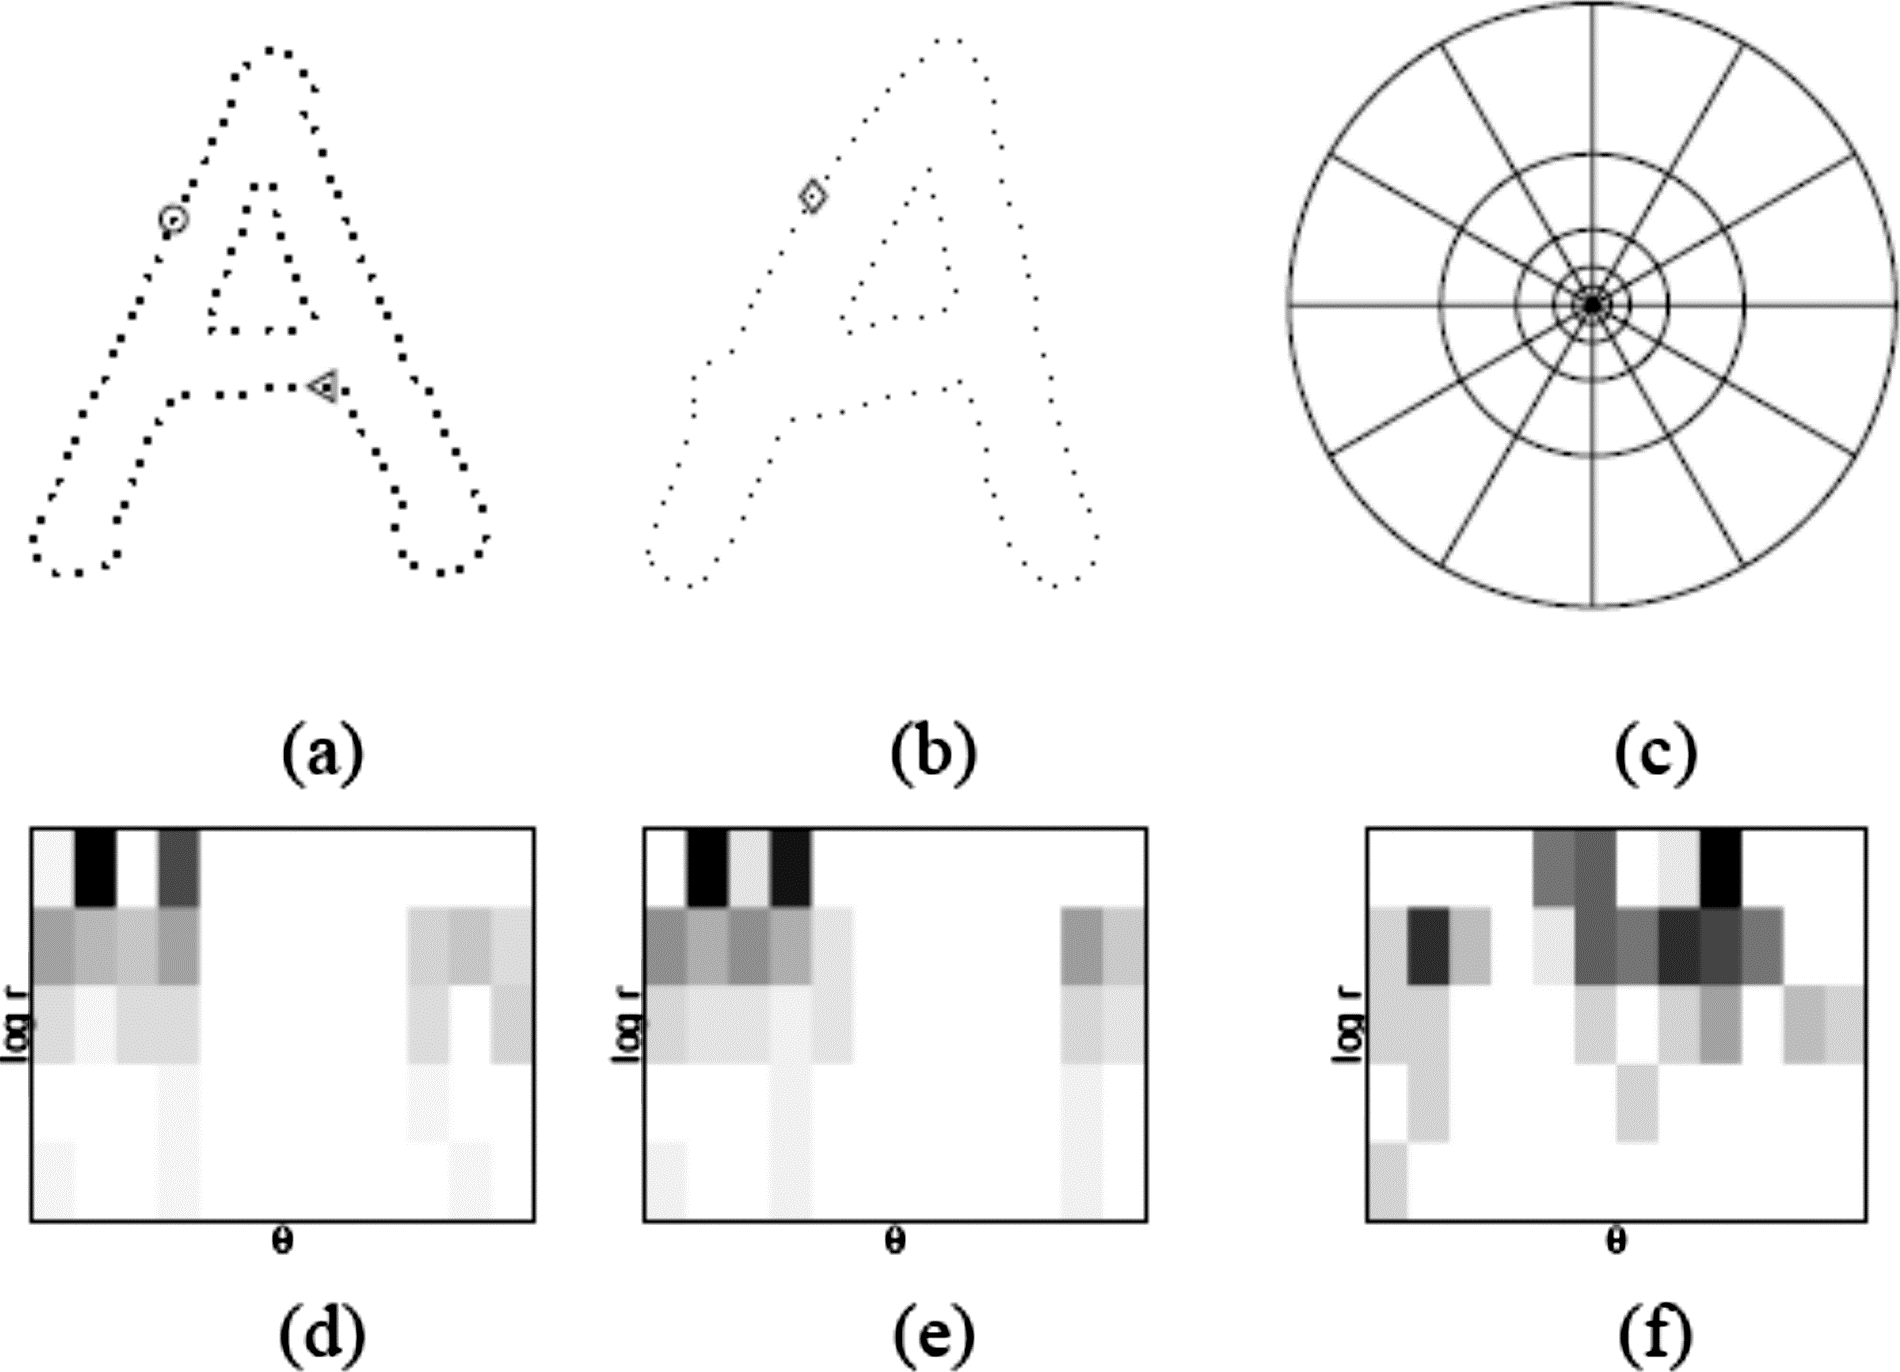 (a) (b) (c)
log r log r log r
θ θ θ
(d) (e) (f)